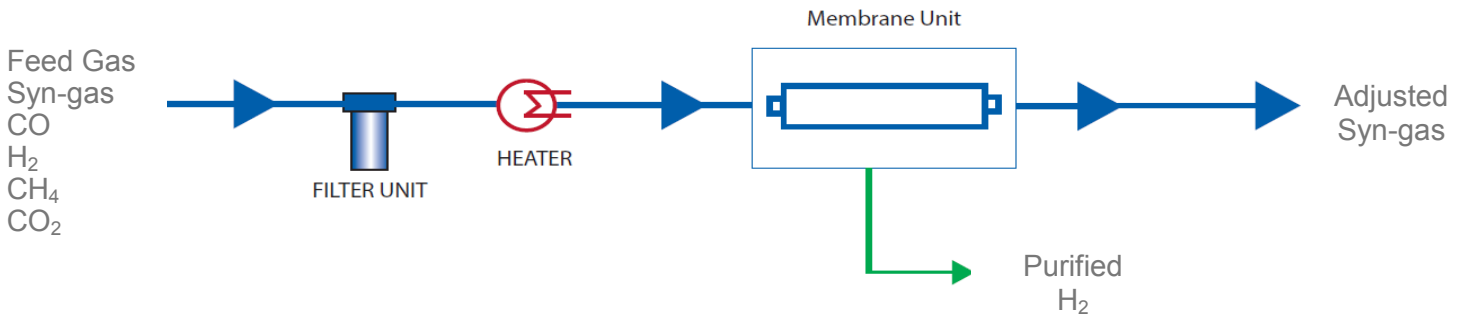 Membrane Unit
Feed Gas
Syn-gas
CO
H₂
CH₄
CO₂
FILTER UNIT
HEATER
Adjusted
Syn-gas
Purified
H₂